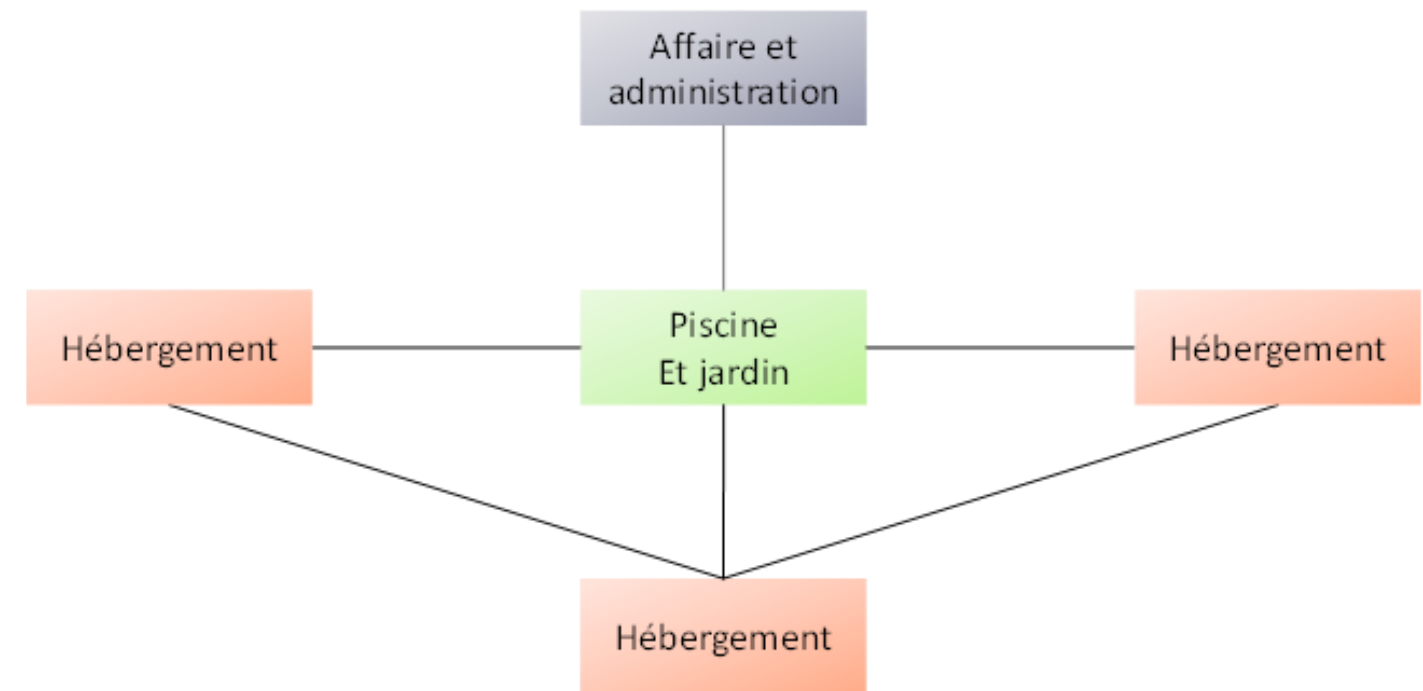 Affaire et
administration
Hébergement
Piscine
Et jardin
Hébergement
Hébergement